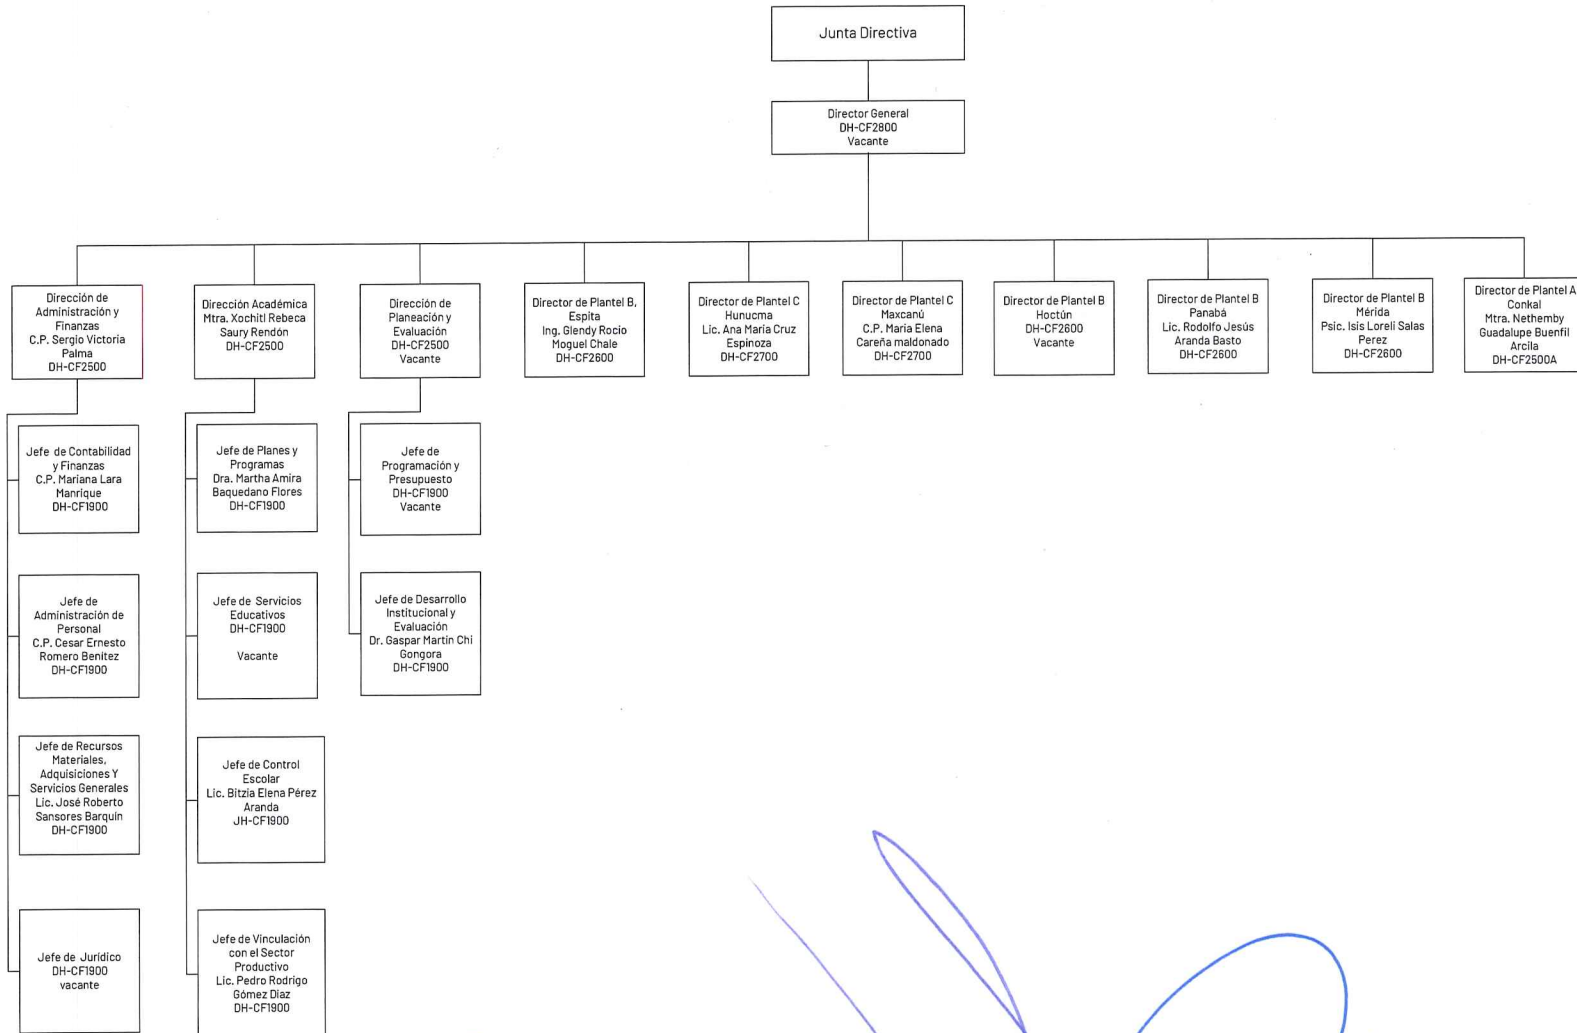 Junta Directiva
Director General
DH-CF2800
Vacante
Dirección de
Administración y
Finanzas
C.P. Sergio Victoria
Palma
DH-CF2500
Dirección Académica
Mtra. Xochitl Rebeca
Saury Rendón
DH-CF2500
Dirección de
Planeación y
Evaluación
DH-CF2500
Vacante
Director de Plantel B,
Espita
Ing. Glendy Rocio
Moguel Chale
DH-CF2600
Director de Plantel C
Hunucma
Lic. Ana Maria Cruz
Espinoza
DH-CF2700
Director de Plantel C
Maxcanú
C.P. Maria Elena
Careña maldonado
DH-CF2700
Director de Plantel B
Hoctún
DH-CF2600
Vacante
Director de Plantel B
Panabá
Lic. Rodolfo Jesús
Aranda Basto
DH-CF2600
Director de Plantel B
Mérida
Psic. Isis Loreli Salas
Perez
DH-CF2600
Director de Plantel A
Conkal
Mtra. Nethemby
Guadalupe Buenfil
Arcila
DH-CF2500A
Jefe de Contabilidad
y Finanzas
C.P. Mariana Lara
Manrique
DH-CF1900
Jefe de
Administración de
Personal
C.P. Cesar Ernesto
Romero Benítez
DH-CF1900
Jefe de Recursos
Materiales,
Adquisiciones Y
Servicios Generales
Lic. José Roberto
Sansores Barquín
DH-CF1900
Jefe de Jurídico
DH-CF1900
vacante
Jefe de Planes y
Programas
Dra. Martha Amira
Baquedano Flores
DH-CF1900
Jefe de Servicios
Educativos
DH-CF1900
Vacante
Jefe de Control
Escolar
Lic. Bitzia Elena Pérez
Aranda
JH-CF1900
Jefe de Vinculación
con el Sector
Productivo
Lic. Pedro Rodrigo
Gómez Diaz
DH-CF1900
Jefe de
Programación y
Presupuesto
DH-CF1900
Vacante
Jefe de Desarrollo
Institucional y
Evaluación
Dr. Gaspar Martín Chi
Gongora
DH-CF1900